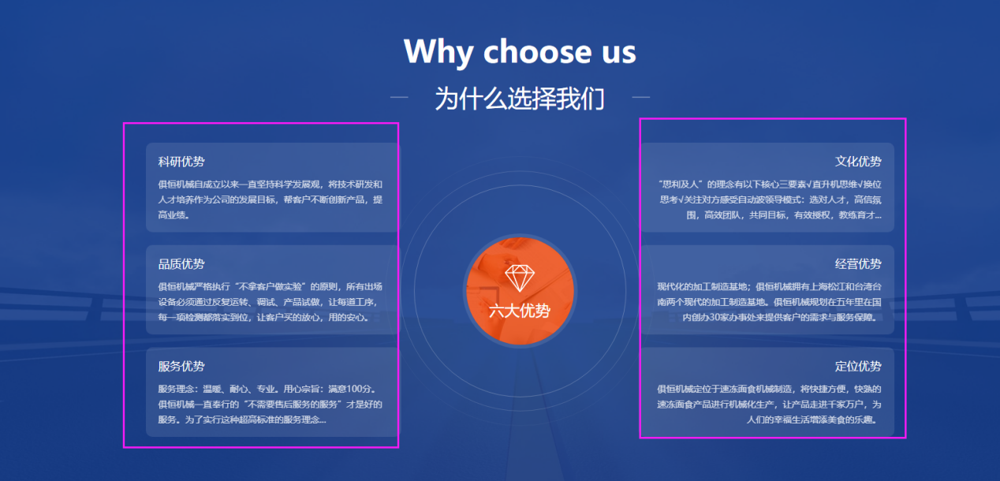 Why choose us
为什么选择我们
科研优势
俱恒机械自成立以来一直坚持科学发展观，将技术研发和
人才培养作为公司的发展目标，帮客户不断创新产品，提
高业绩。
品质优势
俱恒机械严格执行“不拿客户做实验”的原则，所有出场
设备必须通过反复运转、调试、产品试做，让每道工序，
每一项检测都落实到位，让客户买的放心，用的安心。
服务优势
服务理念：温暖、耐心、专业。用心宗旨：满意100分。
俱恒机械一直奉行的“不需要售后服务的服务”才是好的
服务。为了实行这种超高标准的服务理念...
六大优势
文化优势
“思利及人”的理念有以下核心三要素√直升机思维√换位
思考√关注对方感受自动波领导模式：选对人才，高信氛
围，高效团队，共同目标，有效授权，教练育才...
经营优势
现代化的加工制造基地；俱恒机械拥有上海松江和台湾台
南两个现代的加工制造基地。俱恒机械规划在五年里在国
内创办30家办事处来提供客户的需求与服务保障。
定位优势
俱恒机械定位于速冻面食机械制造，将快捷方便，快熟的
速冻面食产品进行机械化生产，让产品走进千家万户，为
人们的幸福生活增添美食的乐趣。